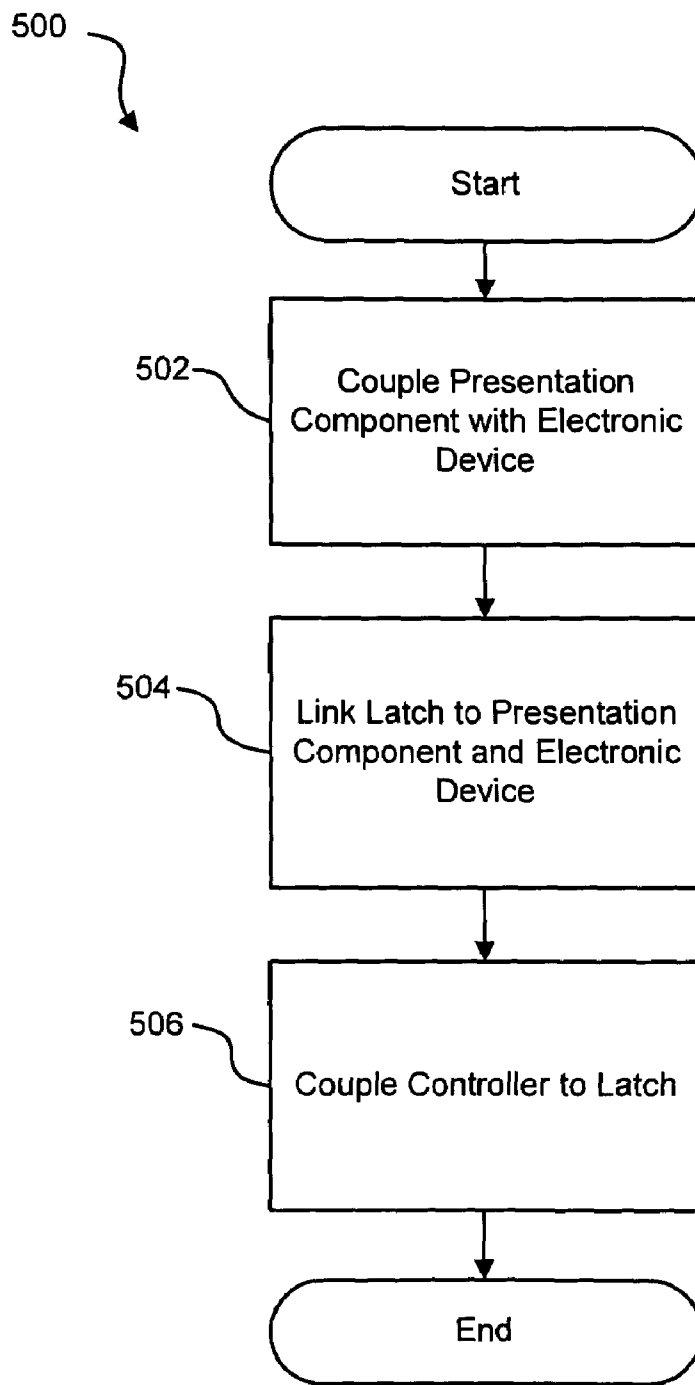 500
Start
502
Couple Presentation
Component with Electronic
Device
504
Link Latch to Presentation
Component and Electronic
Device
506
Couple Controller to Latch
End